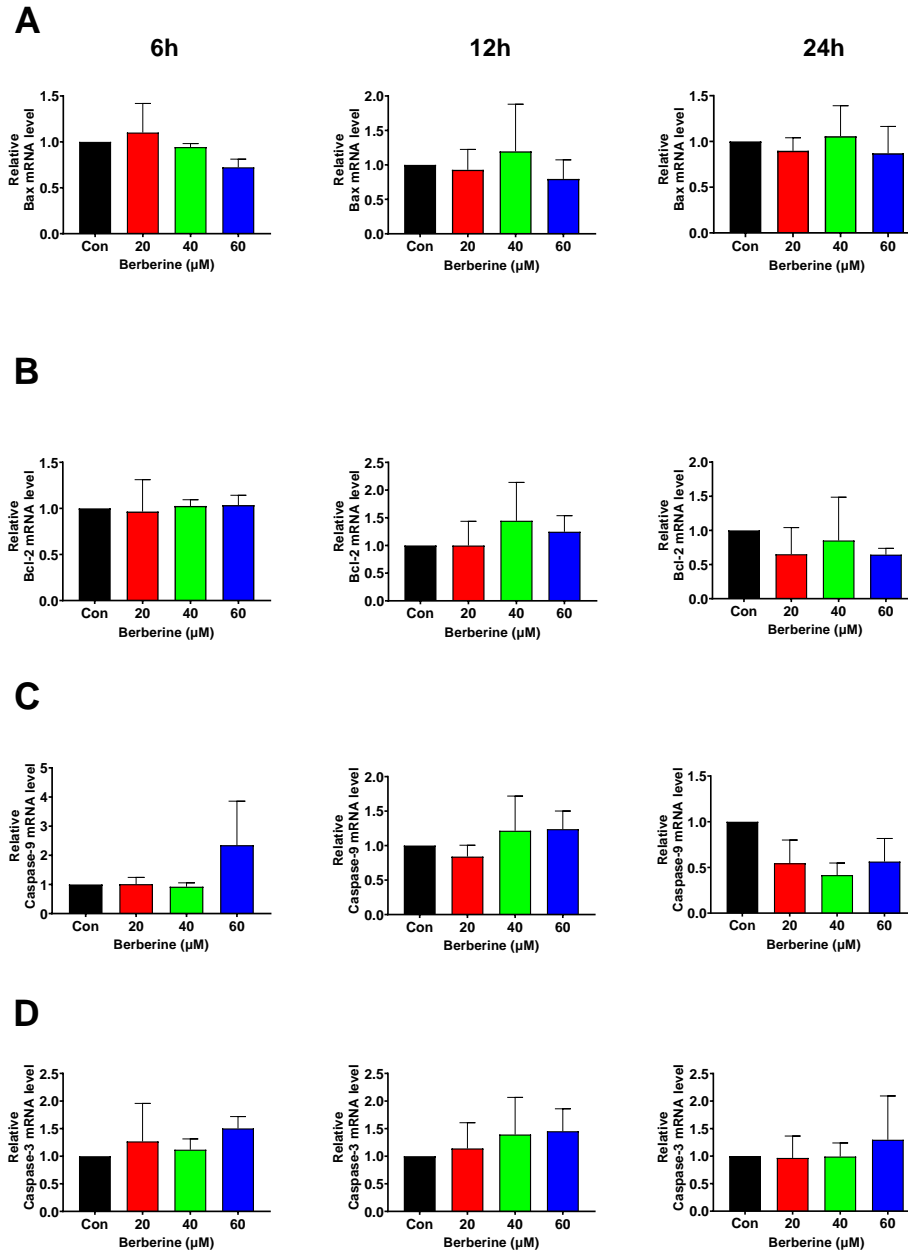 A
6h
12h
24h
Relative
Bax mRNA level
1.5
1.0
0.5
0.0
Con
20
40
60
Berberine (µM)
Relative
Bax mRNA level
2.0
1.5
1.0
0.5
0.0
Con
20
40
60
Berberine (µM)
Relative
Bax mRNA level
1.5
1.0
0.5
0.0
Con
20
40
60
Berberine (µM)
B
Relative
Bcl-2 mRNA level
1.5
1.0
0.5
0.0
Con
20
40
60
Berberine (µM)
Relative
Bcl-2 mRNA level
2.5
2.0
1.5
1.0
0.5
0.0
Con
20
40
60
Berberine (µM)
Relative
Bcl-2 mRNA level
2.0
1.5
1.0
0.5
0.0
Con
20
40
60
Berberine (µM)
C
Relative
Caspase-9 mRNA level
5
4
3
2
1
0
Con
20
40
60
Berberine (µM)
Relative
Caspase-9 mRNA level
2.0
1.5
1.0
0.5
0.0
Con
20
40
60
Berberine (µM)
Relative
Caspase-9 mRNA level
1.5
1.0
0.5
0.0
Con
20
40
60
Berberine (µM)
D
Relative
Caspase-3 mRNA level
2.5
2.0
1.5
1.0
0.5
0.0
Con
20
40
60
Berberine (µM)
Relative
Caspase-3 mRNA level
2.5
2.0
1.5
1.0
0.5
0.0
Con
20
40
60
Berberine (µM)
Relative
Caspase-3 mRNA level
2.5
2.0
1.5
1.0
0.5
0.0
Con
20
40
60
Berberine (µM)